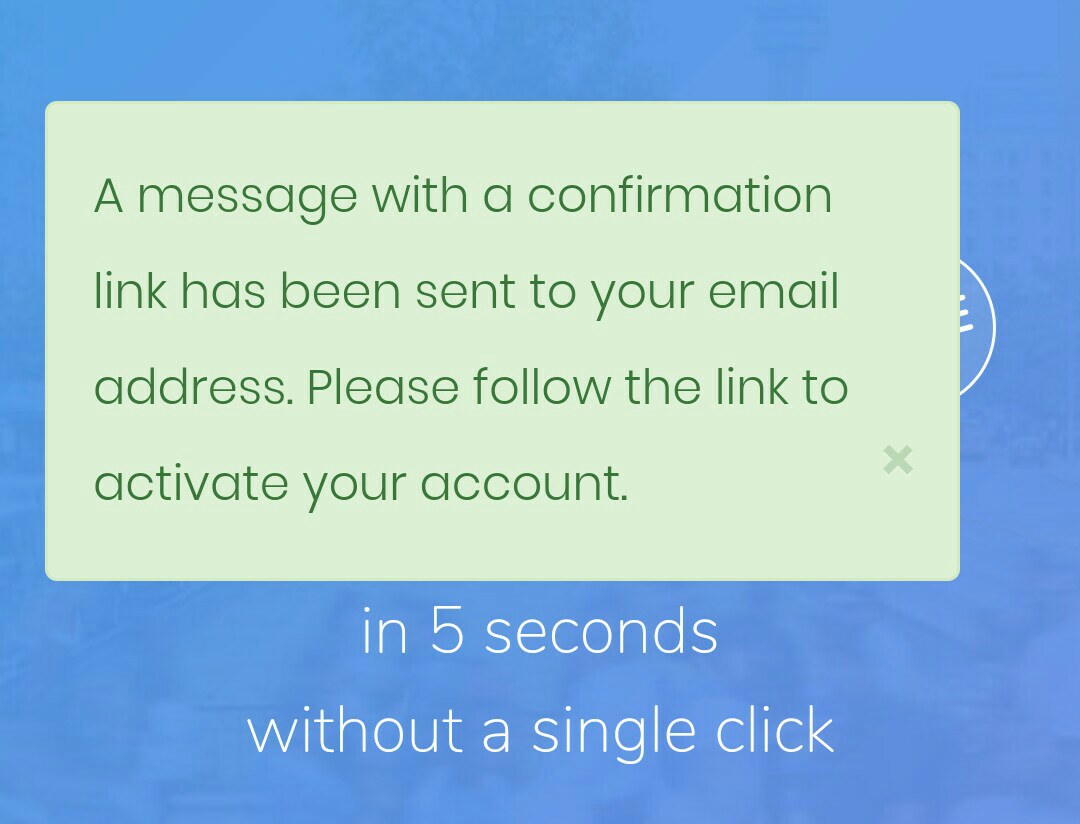 A message with a confirmation
link has been sent to your email
address. Please follow the link to
activate your account.
in 5 seconds
without a single click